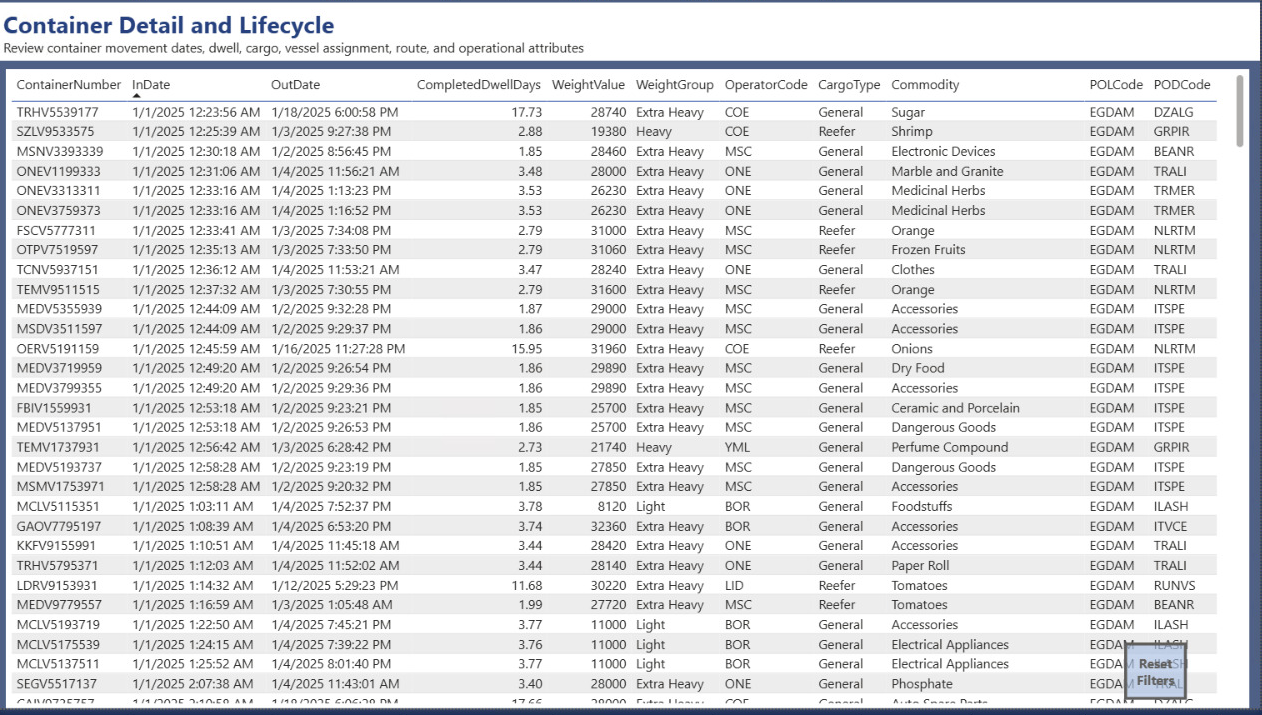 Container Detail and Lifecycle
Review container movement dates, dwell, cargo, vessel assignment, route, and operational attributes
ContainerNumber InDate OutDate CompletedDwellDays WeightValue WeightGroup OperatorCode CargoType Commodity POLCode PODCode
TRHV5539177 1/1/2025 12:23:56 AM 1/18/2025 6:00:58 PM 17.73 28740 Extra Heavy COE General Sugar EGDAM DZALG
SZLV9533575 1/1/2025 12:25:39 AM 1/3/2025 9:27:38 PM 2.88 19380 Heavy COE Reefer Shrimp EGDAM GRPIR
MSNV3393339 1/1/2025 12:30:18 AM 1/2/2025 8:56:45 PM 1.85 28460 Extra Heavy MSC General Electronic Devices EGDAM BEANR
ONEV1199333 1/1/2025 12:31:06 AM 1/4/2025 11:56:21 AM 3.48 28000 Extra Heavy ONE General Marble and Granite EGDAM TRALI
ONEV3313311 1/1/2025 12:33:16 AM 1/4/2025 1:13:23 PM 3.53 26230 Extra Heavy ONE General Medicinal Herbs EGDAM TRMER
ONEV3759373 1/1/2025 12:33:16 AM 1/4/2025 1:16:52 PM 3.53 26230 Extra Heavy ONE General Medicinal Herbs EGDAM TRMER
FSCV5777311 1/1/2025 12:33:41 AM 1/3/2025 7:34:08 PM 2.79 31000 Extra Heavy MSC Reefer Orange EGDAM NLRTM
OTPV7519597 1/1/2025 12:35:13 AM 1/3/2025 7:33:50 PM 2.79 31060 Extra Heavy MSC Reefer Frozen Fruits EGDAM NLRTM
TCNV5937151 1/1/2025 12:36:12 AM 1/4/2025 11:53:21 AM 3.47 28240 Extra Heavy ONE General Clothes EGDAM TRALI
TEMV9511515 1/1/2025 12:37:32 AM 1/3/2025 7:30:55 PM 2.79 31600 Extra Heavy MSC Reefer Orange EGDAM NLRTM
MEDV5355939 1/1/2025 12:44:09 AM 1/2/2025 9:32:28 PM 1.87 29000 Extra Heavy MSC General Accessories EGDAM ITSPE
MSDV3511597 1/1/2025 12:44:09 AM 1/2/2025 9:29:37 PM 1.86 29000 Extra Heavy MSC General Accessories EGDAM ITSPE
OERV5191159 1/1/2025 12:45:59 AM 1/16/2025 11:27:28 PM 15.95 31960 Extra Heavy COE Reefer Onions EGDAM NLRTM
MEDV3719959 1/1/2025 12:49:20 AM 1/2/2025 9:26:54 PM 1.86 29890 Extra Heavy MSC General Dry Food EGDAM ITSPE
MEDV3799355 1/1/2025 12:49:20 AM 1/2/2025 9:29:36 PM 1.86 29890 Extra Heavy MSC General Accessories EGDAM ITSPE
FBIV1559931 1/1/2025 12:53:18 AM 1/2/2025 9:23:21 PM 1.85 25700 Extra Heavy MSC General Ceramic and Porcelain EGDAM ITSPE
MEDV5137951 1/1/2025 12:53:18 AM 1/2/2025 9:26:53 PM 1.86 25700 Extra Heavy MSC General Dangerous Goods EGDAM ITSPE
TEMV1737931 1/1/2025 12:56:42 AM 1/3/2025 6:28:42 PM 2.73 21740 Heavy YML General Perfume Compound EGDAM GRPIR
MEDV5193737 1/1/2025 12:58:28 AM 1/2/2025 9:23:19 PM 1.85 27850 Extra Heavy MSC General Dangerous Goods EGDAM ITSPE
MSMV1753971 1/1/2025 12:58:28 AM 1/2/2025 9:20:32 PM 1.85 27850 Extra Heavy MSC General Accessories EGDAM ITSPE
MCLV5115351 1/1/2025 1:03:11 AM 1/4/2025 7:52:37 PM 3.78 8120 Light BOR General Foodstuffs EGDAM ILASH
GAOV7795197 1/1/2025 1:08:39 AM 1/4/2025 6:53:20 PM 3.74 32360 Extra Heavy BOR General Accessories EGDAM ITVCE
KKFV9155991 1/1/2025 1:10:51 AM 1/4/2025 11:45:18 AM 3.44 28420 Extra Heavy ONE General Accessories EGDAM TRALI
TRHV5795371 1/1/2025 1:12:03 AM 1/4/2025 11:52:02 AM 3.44 28140 Extra Heavy ONE General Paper Roll EGDAM TRALI
LDRV9153931 1/1/2025 1:14:32 AM 1/12/2025 5:29:23 PM 11.68 30220 Extra Heavy LID Reefer Tomatoes EGDAM RUNVS
MEDV9779557 1/1/2025 1:16:59 AM 1/3/2025 1:05:48 AM 1.99 27720 Extra Heavy MSC Reefer Tomatoes EGDAM BEANR
MCLV5193719 1/1/2025 1:22:50 AM 1/4/2025 7:45:21 PM 3.77 11000 Light BOR General Accessories EGDAM ILASH
MCLV5175539 1/1/2025 1:24:15 AM 1/4/2025 7:39:22 PM 3.76 11000 Light BOR General Electrical Appliances EGDAM ILASH
MCLV5137511 1/1/2025 1:25:52 AM 1/4/2025 8:01:40 PM 3.77 11000 Light BOR General Electrical Appliances EGDAM
SEGV5517137 1/1/2025 2:07:38 AM 1/4/2025 11:43:01 AM 3.40 28000 Extra Heavy ONE General Phosphate EGDAM
Reset
Filters